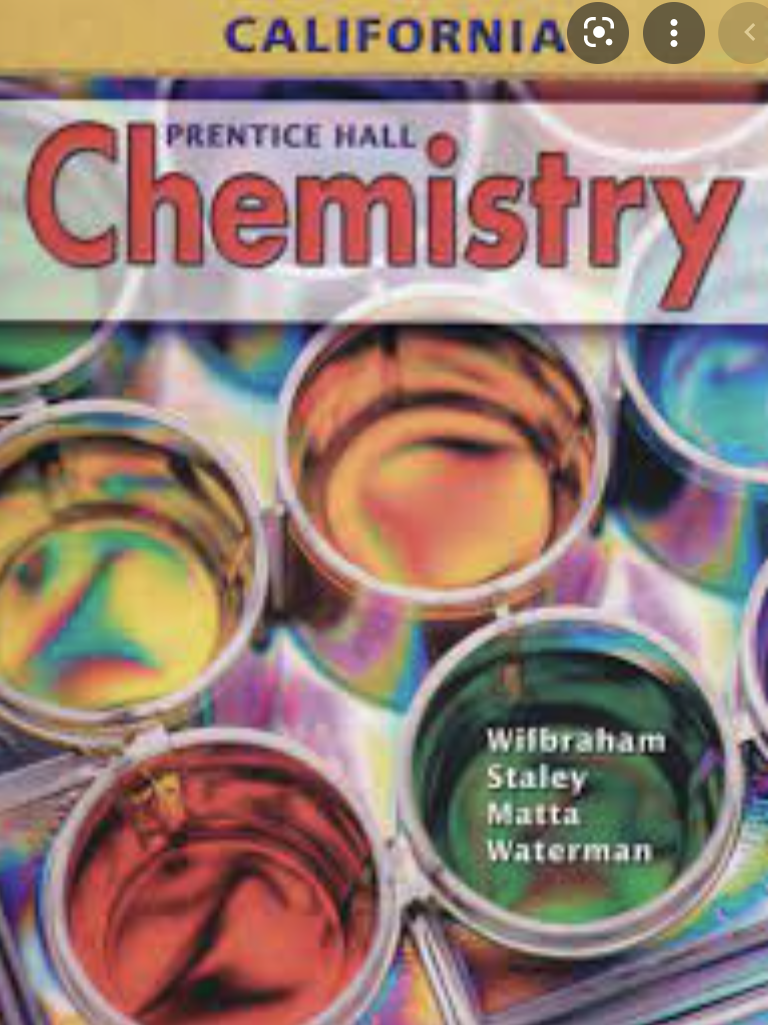 CALIFORNIA
PRENTICE HALL
Chemistry
Wilbraham
Staley
Matta
Waterman